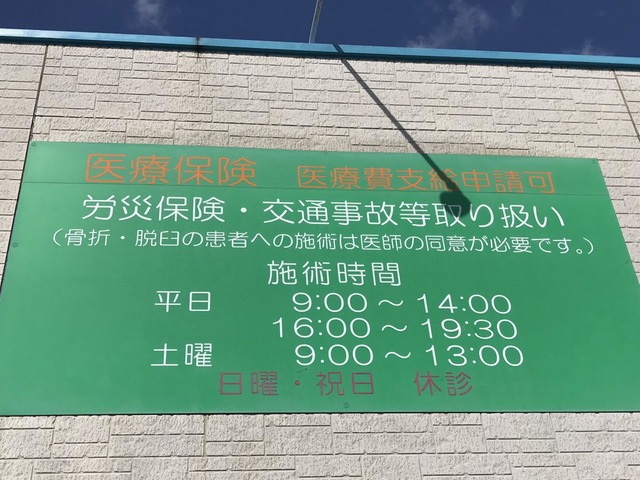 医療保険　医療費支給申請可
労災保険・交通事故等取り扱い
（骨折・脱臼の患者への施術は医師の同意が必要です。）
施術時間
平日　9:00～14:00
16:00～19:30
土曜　9:00～13:00
日曜・祝日　休診